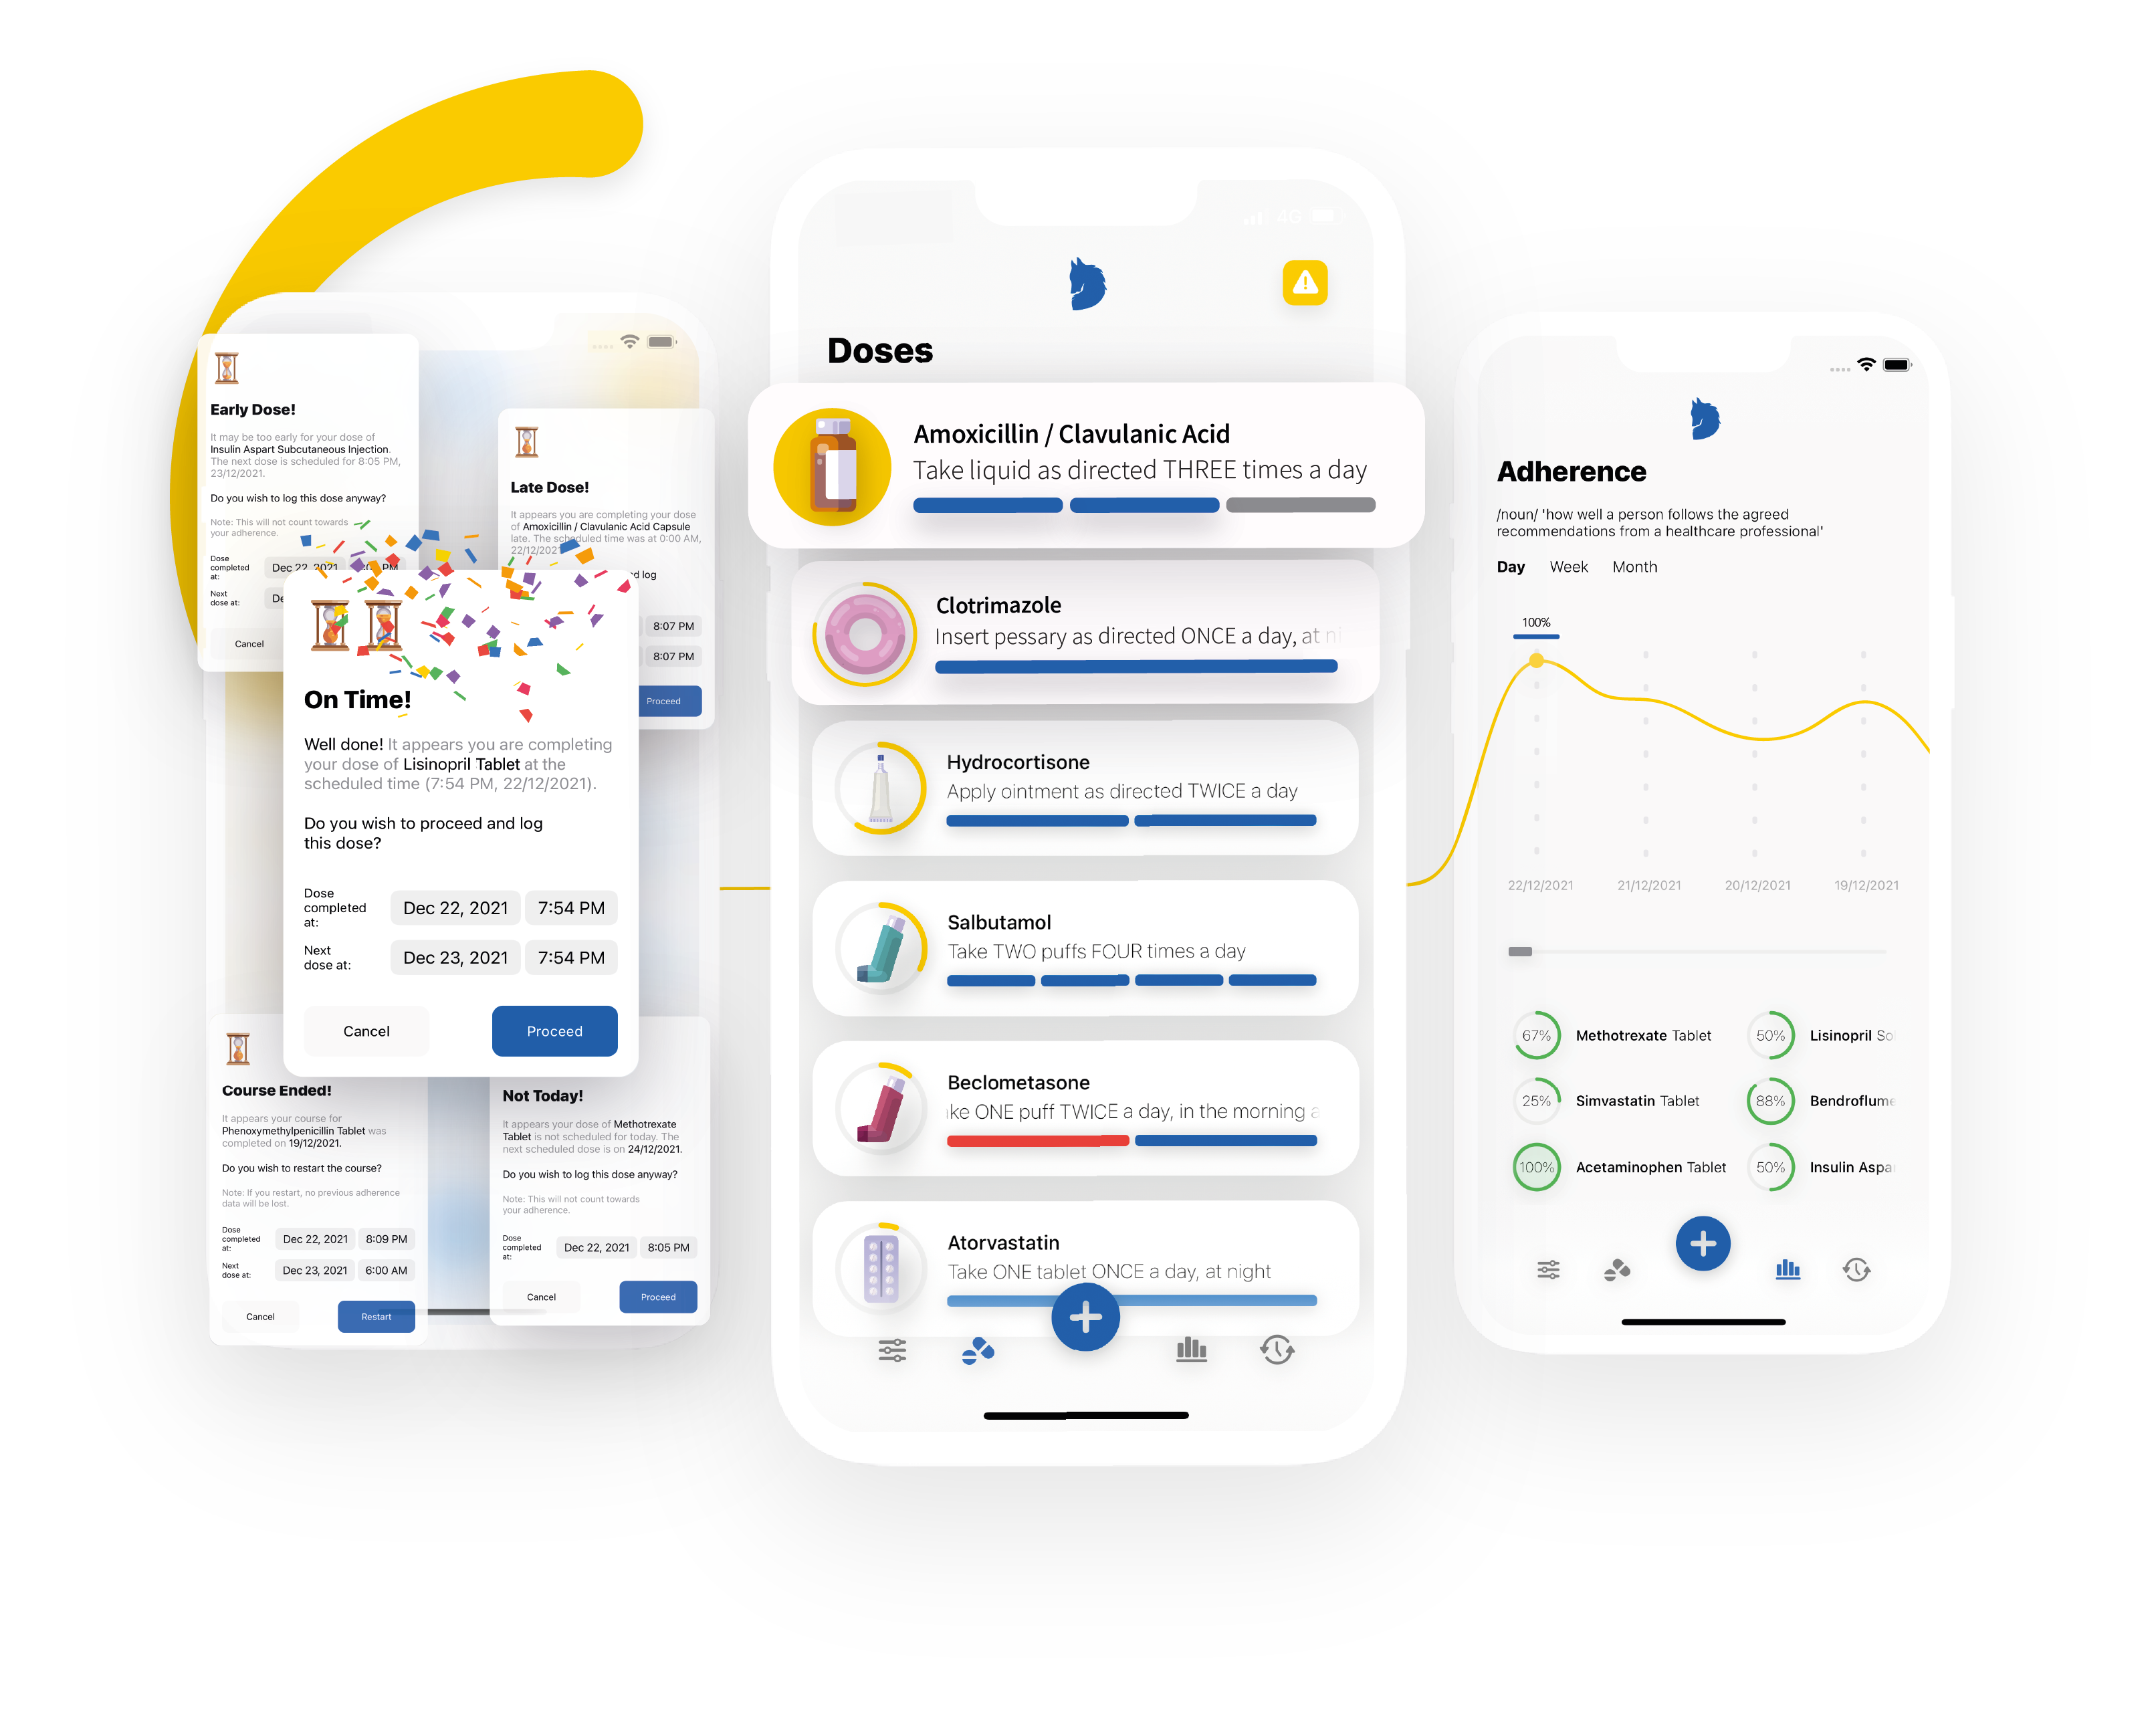 Early Dose!
It may be too early for your dose of
Insulin Aspart Subcutaneous Injection.
The next dose is scheduled for 8:05 PM,
23/12/2021.
Do you wish to log this dose anyway?
Note: This will not count towards
your adherence.
Dose
completed
at:
Dec 22, 2021
PM
Next
dose at:
De
Cancel
Late Dose!
It appears you are completing your dose
of Amoxicillin / Clavulanic Acid Capsule
late. The scheduled time was at 0:00 AM,
22/12/2021
d log
8:07 PM
8:07 PM
Proceed
On Time!
Well done! It appears you are completing
your dose of Lisinopril Tablet at the
scheduled time (7:54 PM, 22/12/2021).
Do you wish to proceed and log
this dose?
Dose
completed
at:
Dec 22, 2021 7:54 PM
Next
dose at:
Dec 23, 2021 7:54 PM
Cancel Proceed
Course Ended!
It appears your course for
Phenoxymethylpenicillin Tablet was
completed on 19/12/2021.
Do you wish to restart the course?
Note: If you restart, no previous adherence
data will be lost.
Dose
completed
at:
Dec 22, 2021 8:09 PM
Next
dose at:
Dec 23, 2021 6:00 AM
Cancel Restart
Not Today!
It appears your dose of Methotrexate
Tablet is not scheduled for today. The
next scheduled dose is on 24/12/2021.
Do you wish to log this dose anyway?
Note: This will not count towards
your adherence.
Dose
completed
at:
Dec 22, 2021 8:05 PM
Cancel Proceed
4G
Doses
Amoxicillin / Clavulanic Acid
Take liquid as directed THREE times a day
Clotrimazole
Insert pessary as directed ONCE a day, at ni
Hydrocortisone
Apply ointment as directed TWICE a day
Salbutamol
Take TWO puffs FOUR times a day
Beclometasone
ke ONE puff TWICE a day, in the morning a
Atorvastatin
Take ONE tablet ONCE a day, at night
Adherence
/noun/ 'how well a person follows the agreed
recommendations from a healthcare professional'
Day Week Month
100%
22/12/2021 21/12/2021 20/12/2021 19/12/2021
67% Methotrexate Tablet 50% Lisinopril So
25% Simvastatin Tablet 88% Bendroflume
100% Acetaminophen Tablet 50% Insulin Aspa